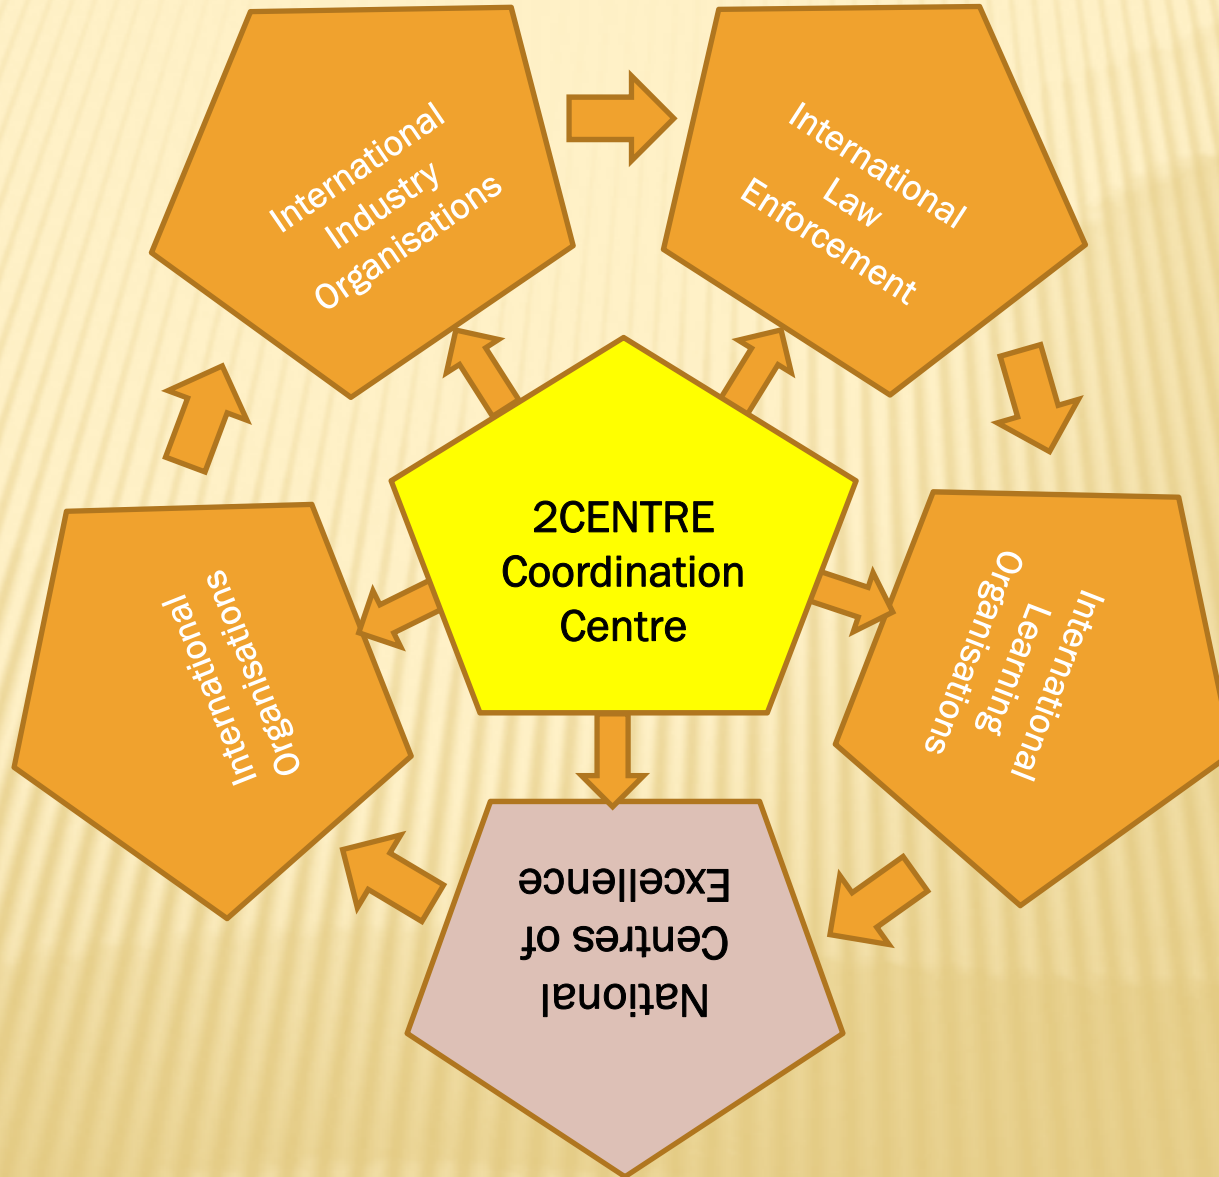 International
Industry
Organisations
International
Law
Enforcement
2CENTRE
Coordination
Centre
International
Organisations
International
Learning
Organisations
National
Centres of
Excellence